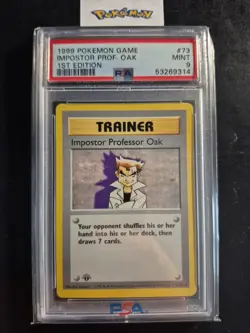 Pokémon
1999 POKEMON GAME #73
IMPOSTOR PROF. OAK MINT
1ST EDITION 9
PSA 53269314
TRAINER
Impostor Professor Oak
Your opponent shuffles his or her
hand into his or her deck, then
draws 7 cards.
PSA